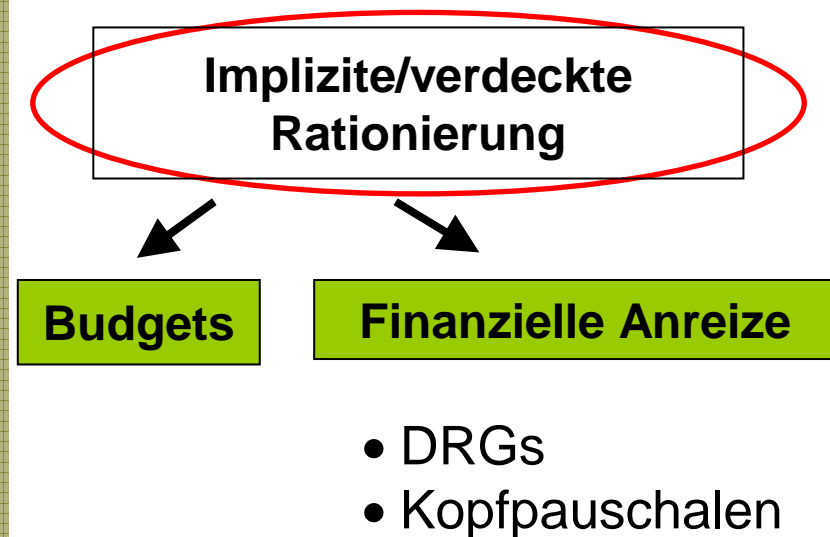 Implizite/verdeckte
Rationierung
Budgets
Finanzielle Anreize
• DRGs
• Kopfpauschalen